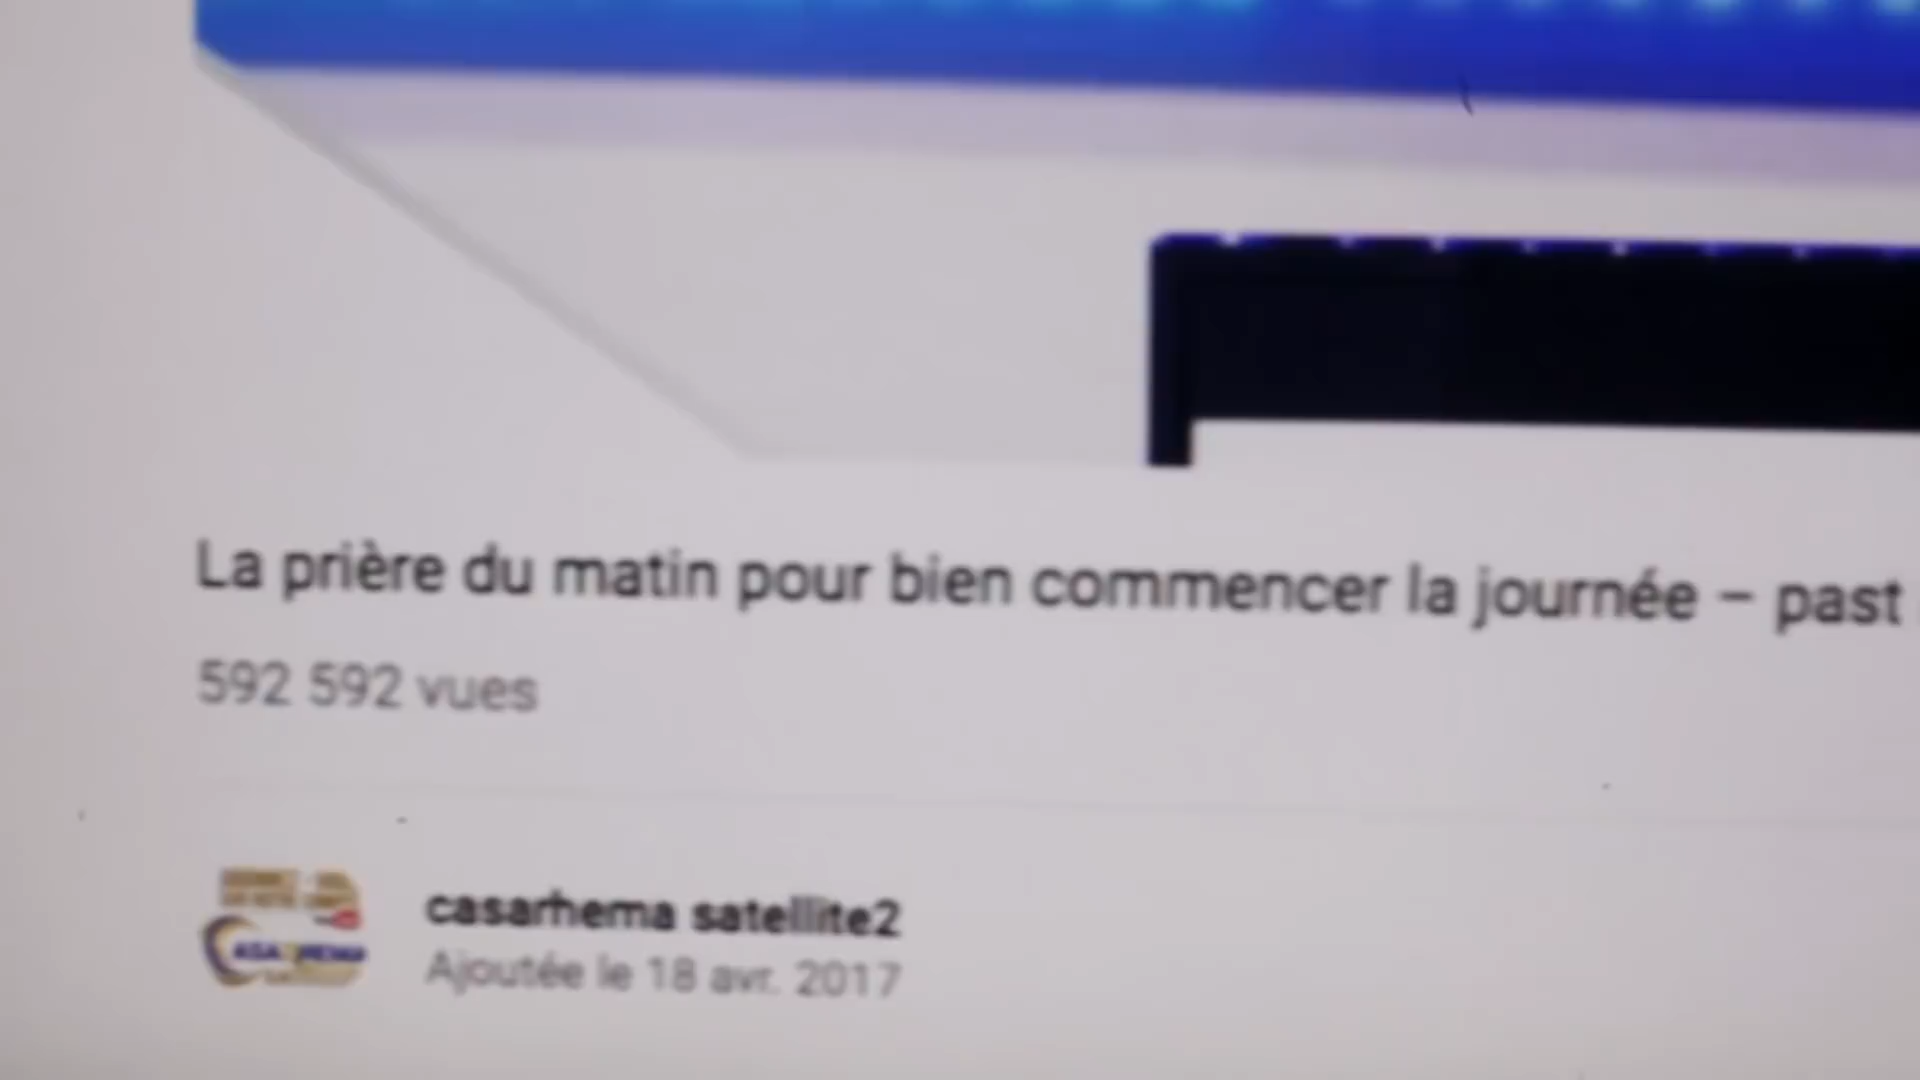 La prière du matin pour bien commencer la journée – past
592 592 vues
casarhema satellite2
Ajoutée le 18 avr. 2017